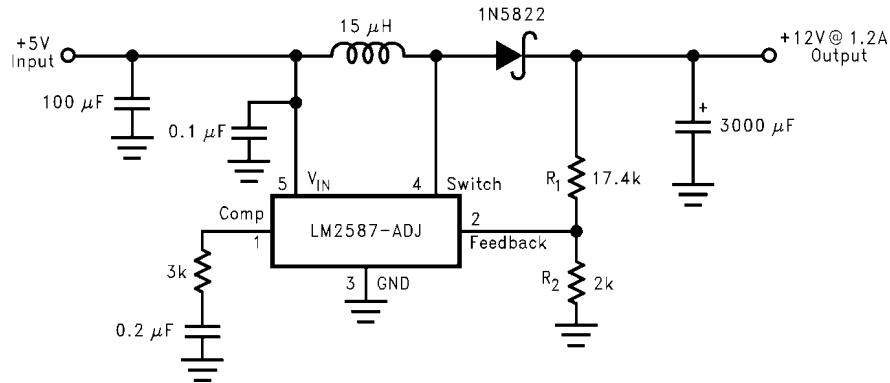 1N5822
15 μH
+5V
Input
+12V @ 1.2A
Output
100 μF
0.1 μF
+
3000 μF
R1 17.4k
5 VIN
4 Switch
Comp
1
LM2587-ADJ
2
Feedback
3k
3 GND
R2 2k
0.2 μF